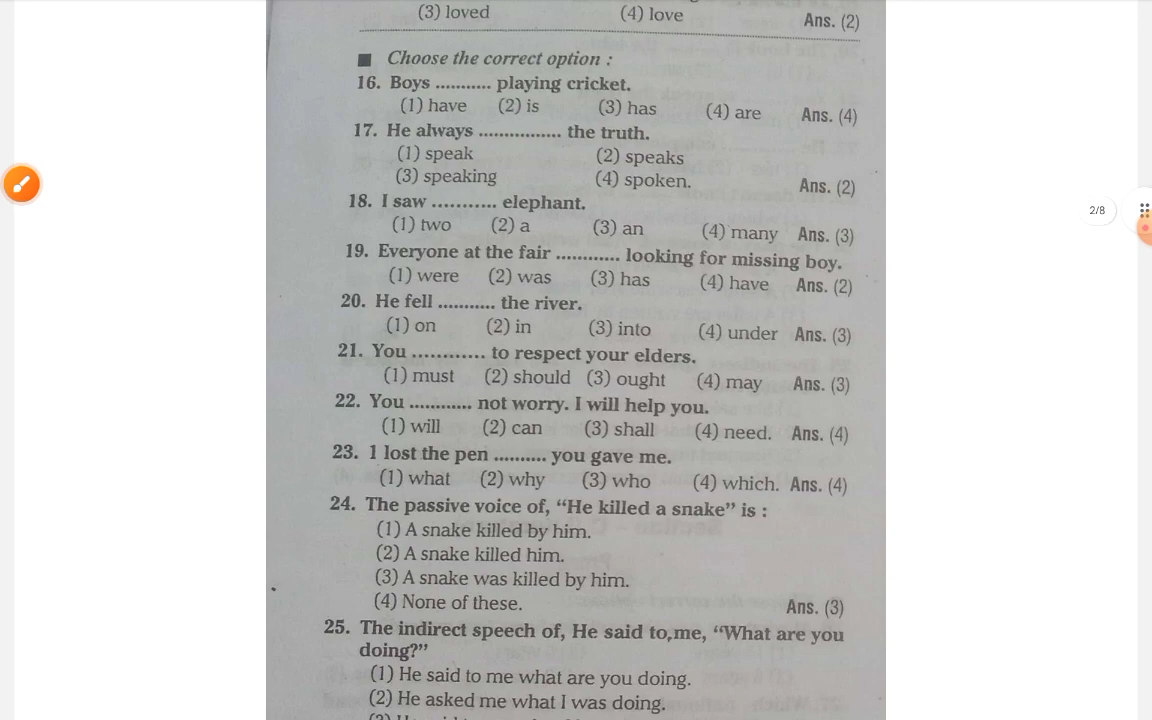 (3) loved (4) love Ans. (2)
■ Choose the correct option :
16. Boys ........... playing cricket.
(1) have (2) is (3) has (4) are Ans. (4)
17. He always ................ the truth.
(1) speak (2) speaks
(3) speaking (4) spoken. Ans. (2)
18. I saw ........... elephant.
(1) two (2) a (3) an (4) many Ans. (3)
19. Everyone at the fair ............ looking for missing boy.
(1) were (2) was (3) has (4) have Ans. (2)
20. He fell ........... the river.
(1) on (2) in (3) into (4) under Ans. (3)
21. You ............ to respect your elders.
(1) must (2) should (3) ought (4) may Ans. (3)
22. You ............ not worry. I will help you.
(1) will (2) can (3) shall (4) need. Ans. (4)
23. I lost the pen .......... you gave me.
(1) what (2) why (3) who (4) which. Ans. (4)
24. The passive voice of, “He killed a snake” is :
(1) A snake killed by him.
(2) A snake killed him.
(3) A snake was killed by him.
(4) None of these. Ans. (3)
25. The indirect speech of, He said to,me, “What are you
doing?”
(1) He said to me what are you doing.
(2) He asked me what I was doing.
2/8